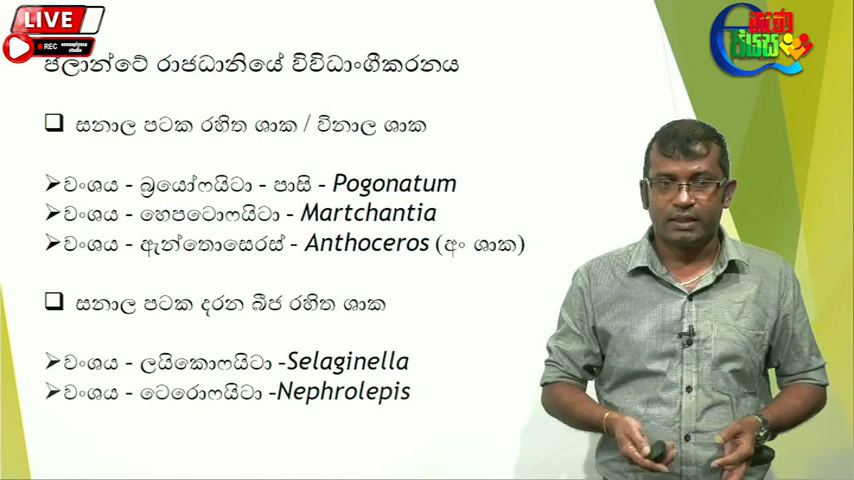 LIVE
REC
නැණ
පියස
ප්ලාන්ටේ රාජධානියේ විවිධාංගීකරනය
සනාල පටක රහිත ශාක / විනාල ශාක
වංශය - බ්‍රයෝෆයිටා - පාසි - Pogonatum
වංශය - හෙපටොෆයිටා - Martchantia
වංශය - ඇන්තොසෙරස් - Anthoceros (අං ශාක)
සනාල පටක දරන බීජ රහිත ශාක
වංශය - ලයිකොෆයිටා -Selaginella
වංශය - ටෙරොෆයිටා -Nephrolepis